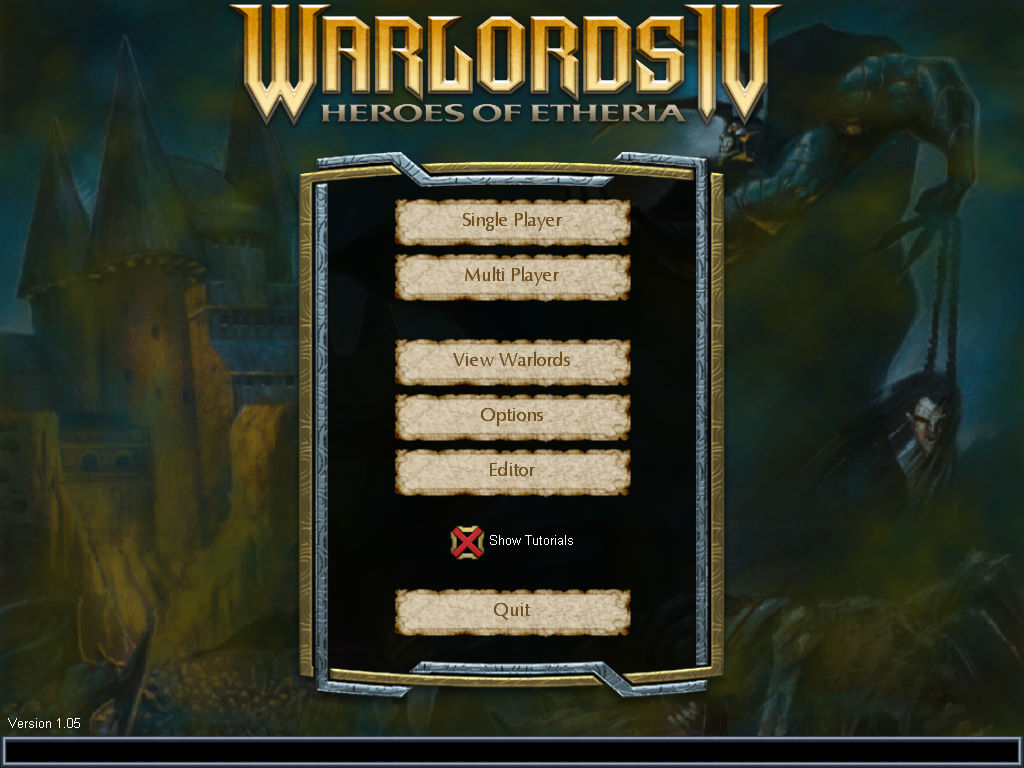 WARLORDS IV
HEROES OF ETHERIA
Single Player
Multi Player
View Warlords
Options
Editor
Show Tutorials
Quit
Version 1.05